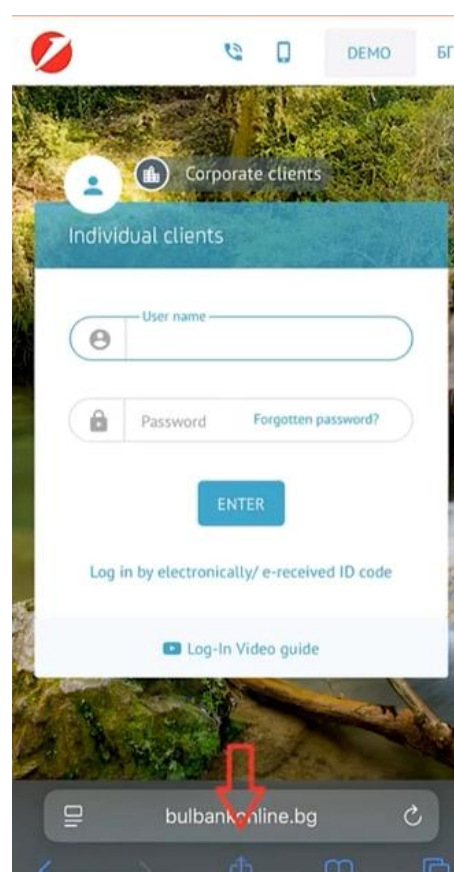 DEMO
БГ
Corporate clients
Individual clients
User name
Password
Forgotten password?
ENTER
Log in by electronically/ e-received ID code
Log-In Video guide
bulbankonline.bg